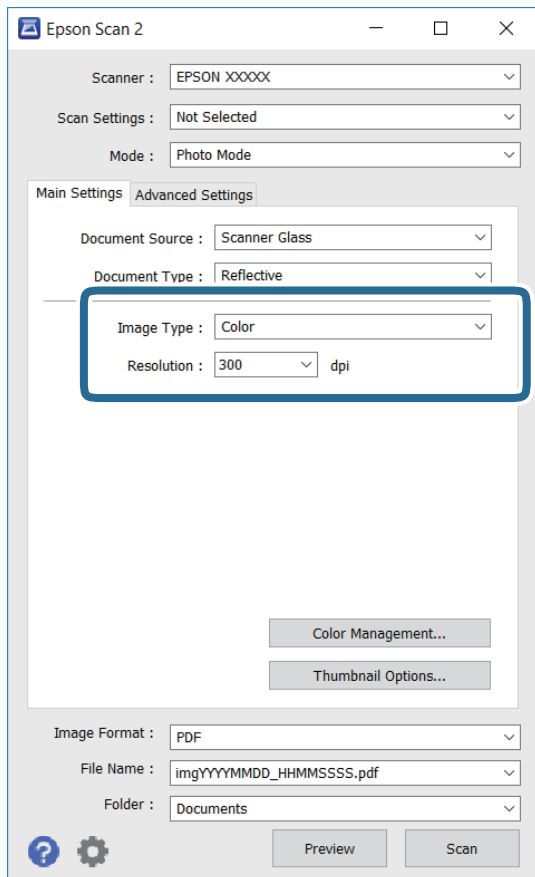 Epson Scan 2
Scanner : EPSON XXXXX
Scan Settings : Not Selected
Mode : Photo Mode
Main Settings Advanced Settings
Document Source : Scanner Glass
Document Type : Reflective
Image Type : Color
Resolution : 300 dpi
Color Management...
Thumbnail Options...
Image Format : PDF
File Name : imgYYYYMMDD_HHMMSSSS.pdf
Folder : Documents
? Preview Scan